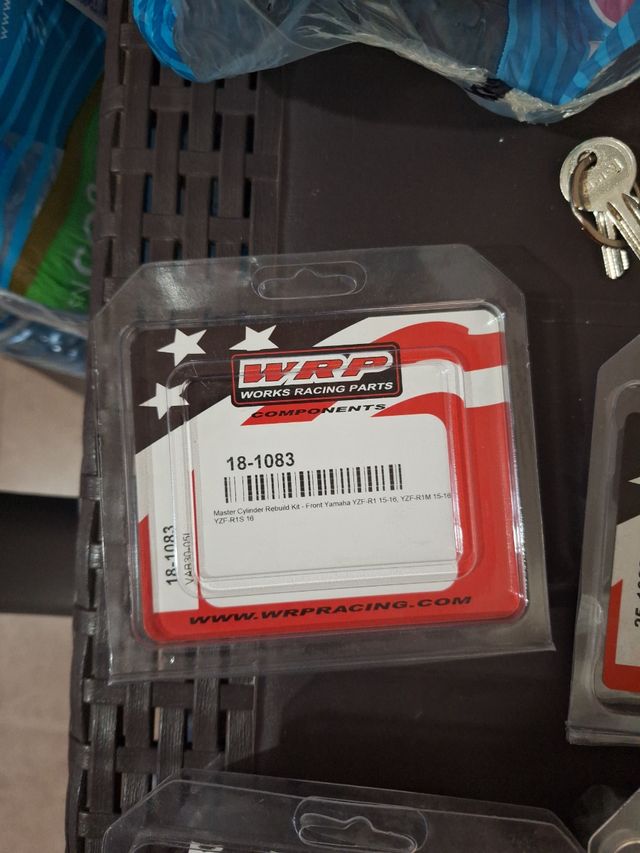 WRP
WORKS RACING PARTS
COMPONENTS
18-1083
Master Cylinder Rebuild Kit - Front Yamaha YZF-R1 15-16, YZF-R1M 15-16
YZF-R1S 16
18-1083
WWW.WRPRACING.COM